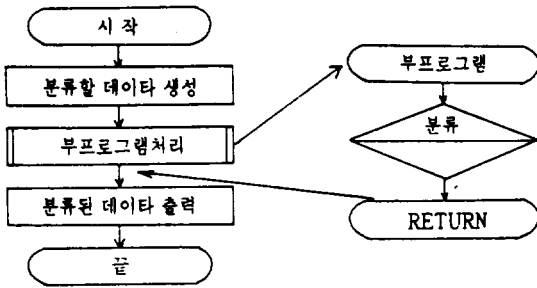 시 작
분류할 데이타 생성
부프로그램처리
분류된 데이타 출력
끝
부프로그램
분류
RETURN